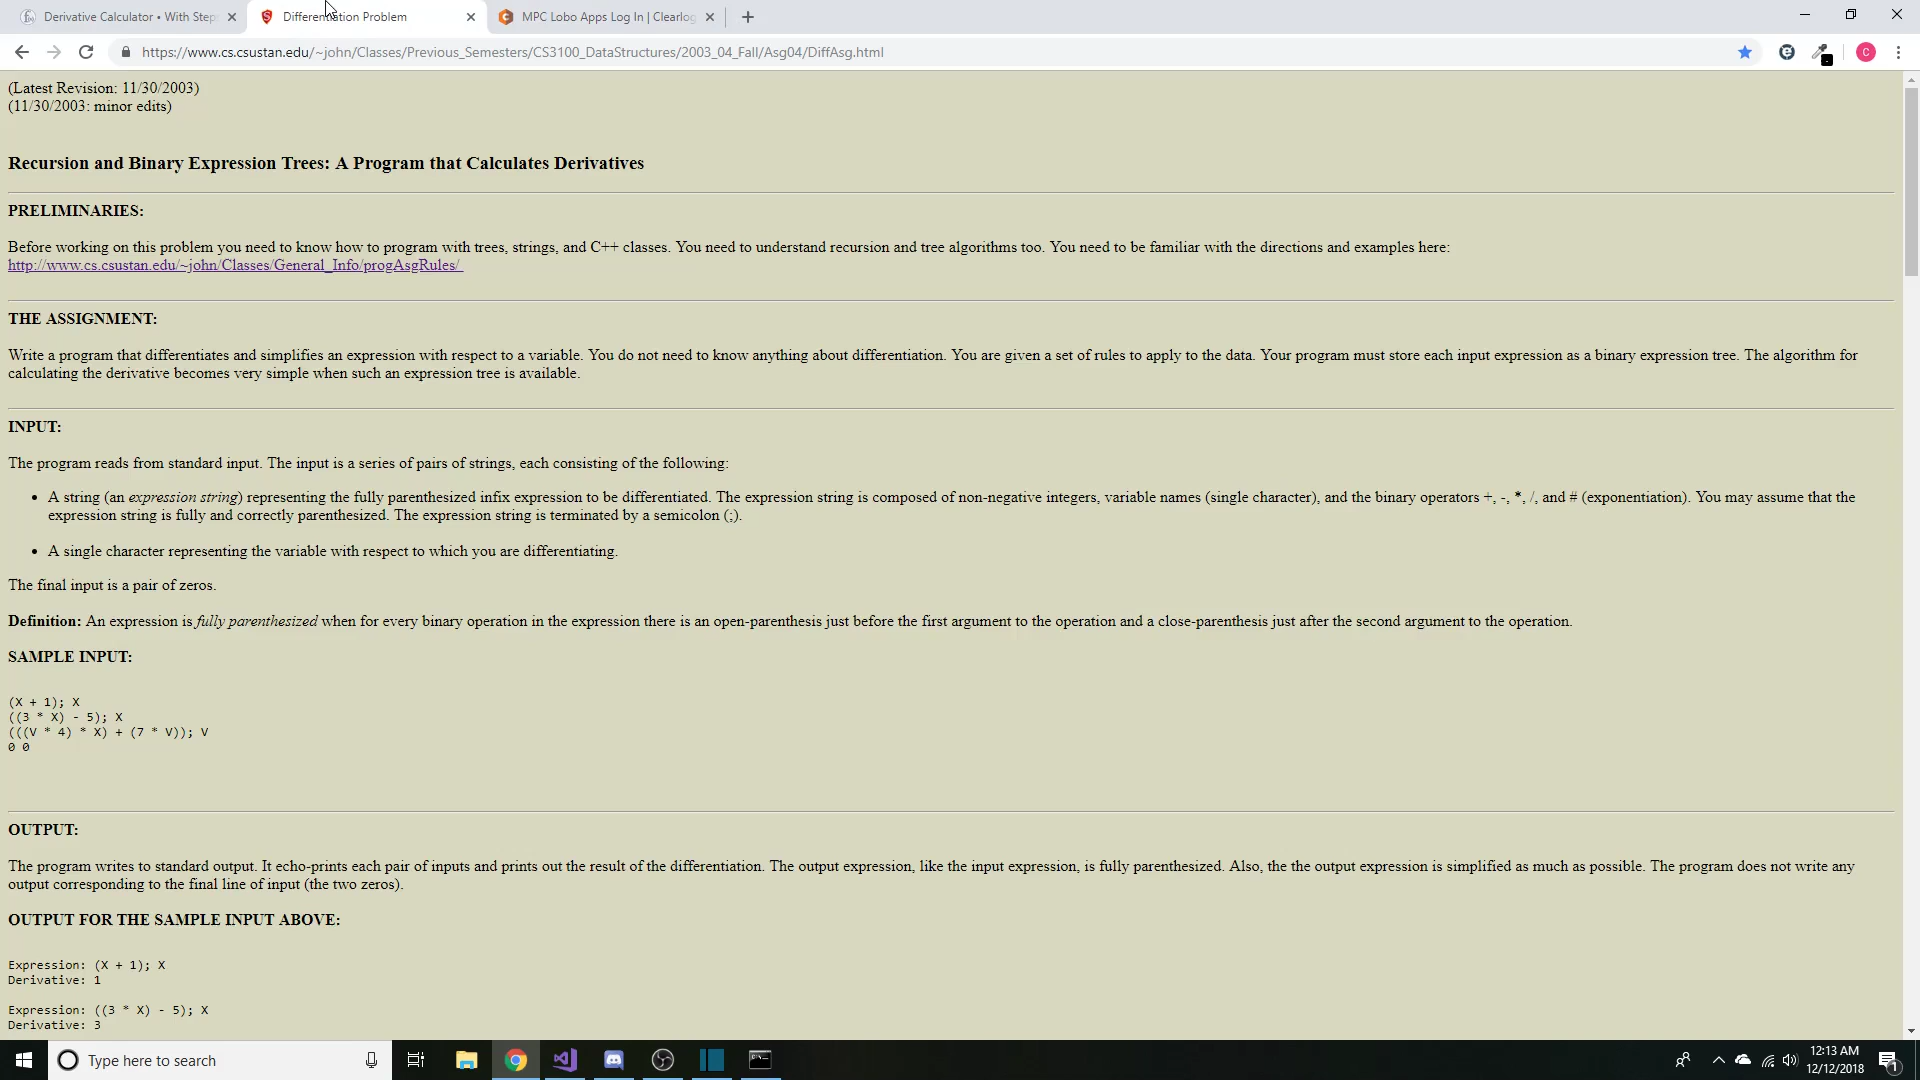 Derivative Calculator • With Step
Differentiation Problem
MPC Lobo Apps Log In | Clearlog
https://www.cs.csustan.edu/~john/Classes/Previous_Semesters/CS3100_DataStructures/2003_04_Fall/Asg04/DiffAsg.html
C
(Latest Revision: 11/30/2003)
(11/30/2003: minor edits)
Recursion and Binary Expression Trees: A Program that Calculates Derivatives
PRELIMINARIES:
Before working on this problem you need to know how to program with trees, strings, and C++ classes. You need to understand recursion and tree algorithms too. You need to be familiar with the directions and examples here:
http://www.cs.csustan.edu/~john/Classes/General_Info/progAsgRules/
THE ASSIGNMENT:
Write a program that differentiates and simplifies an expression with respect to a variable. You do not need to know anything about differentiation. You are given a set of rules to apply to the data. Your program must store each input expression as a binary expression tree. The algorithm for
calculating the derivative becomes very simple when such an expression tree is available.
INPUT:
The program reads from standard input. The input is a series of pairs of strings, each consisting of the following:
• A string (an expression string) representing the fully parenthesized infix expression to be differentiated. The expression string is composed of non-negative integers, variable names (single character), and the binary operators +, -, *, /, and # (exponentiation). You may assume that the
expression string is fully and correctly parenthesized. The expression string is terminated by a semicolon (;).
• A single character representing the variable with respect to which you are differentiating.
The final input is a pair of zeros.
Definition: An expression is fully parenthesized when for every binary operation in the expression there is an open-parenthesis just before the first argument to the operation and a close-parenthesis just after the second argument to the operation.
SAMPLE INPUT:
(X + 1); X
((3 * X) - 5); X
(((V * 4) * X) + (7 * V)); V
0 0
OUTPUT:
The program writes to standard output. It echo-prints each pair of inputs and prints out the result of the differentiation. The output expression, like the input expression, is fully parenthesized. Also, the the output expression is simplified as much as possible. The program does not write any
output corresponding to the final line of input (the two zeros).
OUTPUT FOR THE SAMPLE INPUT ABOVE:
Expression: (X + 1); X
Derivative: 1
Expression: ((3 * X) - 5); X
Derivative: 3
Type here to search
12:13 AM
12/12/2018
1